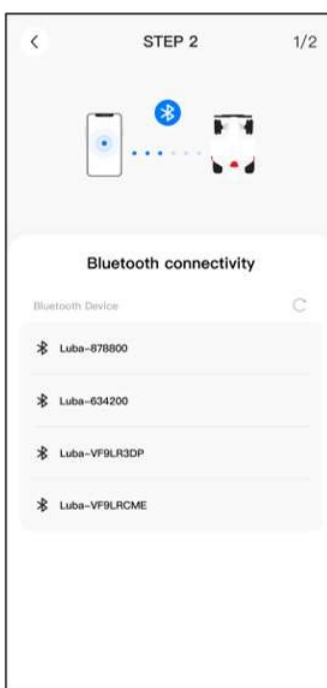 STEP 2 1/2
Bluetooth connectivity
Bluetooth Device
Luba-878800
Luba-634200
Luba-VF9LR3DP
Luba-VF9LRCME